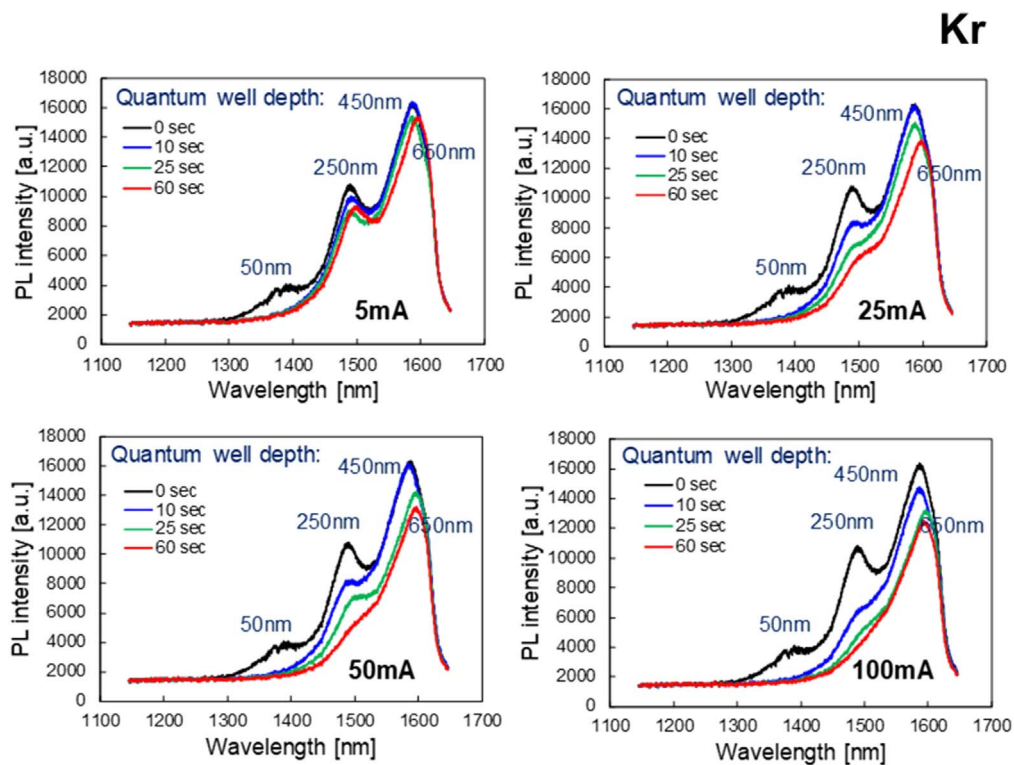 Kr
Quantum well depth:
0 sec
10 sec
25 sec
60 sec
50nm
250nm
450nm
650nm
5mA
PL intensity [a.u.]
18000
16000
14000
12000
10000
8000
6000
4000
2000
0
1100 1200 1300 1400 1500 1600 1700
Wavelength [nm]
Quantum well depth:
0 sec
10 sec
25 sec
60 sec
50nm
250nm
450nm
650nm
25mA
PL intensity [a.u.]
18000
16000
14000
12000
10000
8000
6000
4000
2000
0
1100 1200 1300 1400 1500 1600 1700
Wavelength [nm]
Quantum well depth:
0 sec
10 sec
25 sec
60 sec
50nm
250nm
450nm
650nm
50mA
PL intensity [a.u.]
18000
16000
14000
12000
10000
8000
6000
4000
2000
0
1100 1200 1300 1400 1500 1600 1700
Wavelength [nm]
Quantum well depth:
0 sec
10 sec
25 sec
60 sec
50nm
250nm
450nm
650nm
100mA
PL intensity [a.u.]
18000
16000
14000
12000
10000
8000
6000
4000
2000
0
1100 1200 1300 1400 1500 1600 1700
Wavelength [nm]